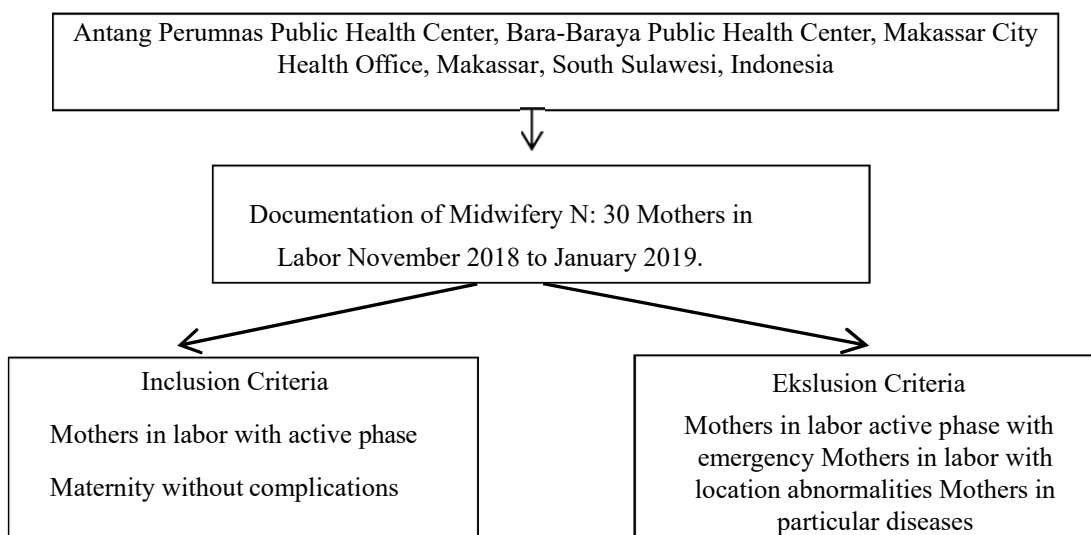 Antang Perumnas Public Health Center, Bara-Baraya Public Health Center, Makassar City
Health Office, Makassar, South Sulawesi, Indonesia
Documentation of Midwifery N: 30 Mothers in
Labor November 2018 to January 2019.
Inclusion Criteria
Mothers in labor with active phase
Maternity without complications
Ekslusion Criteria
Mothers in labor active phase with
emergency Mothers in labor with
location abnormalities Mothers in
particular diseases